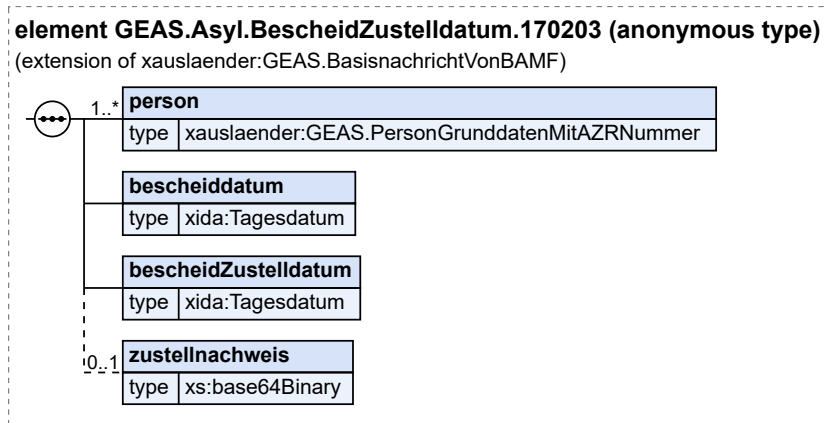 element GEAS.Asyl.BescheidZustelldatum.170203 (anonymous type)
(extension of xauslaender:GEAS.BasisnachrichtVonBAMF)
1..* person
type xauslaender:GEAS.PersonGrunddatenMitAZRNummer
bescheiddatum
type xida:Tagesdatum
bescheidZustelldatum
type xida:Tagesdatum
0..1 zustellnachweis
type xs:base64Binary